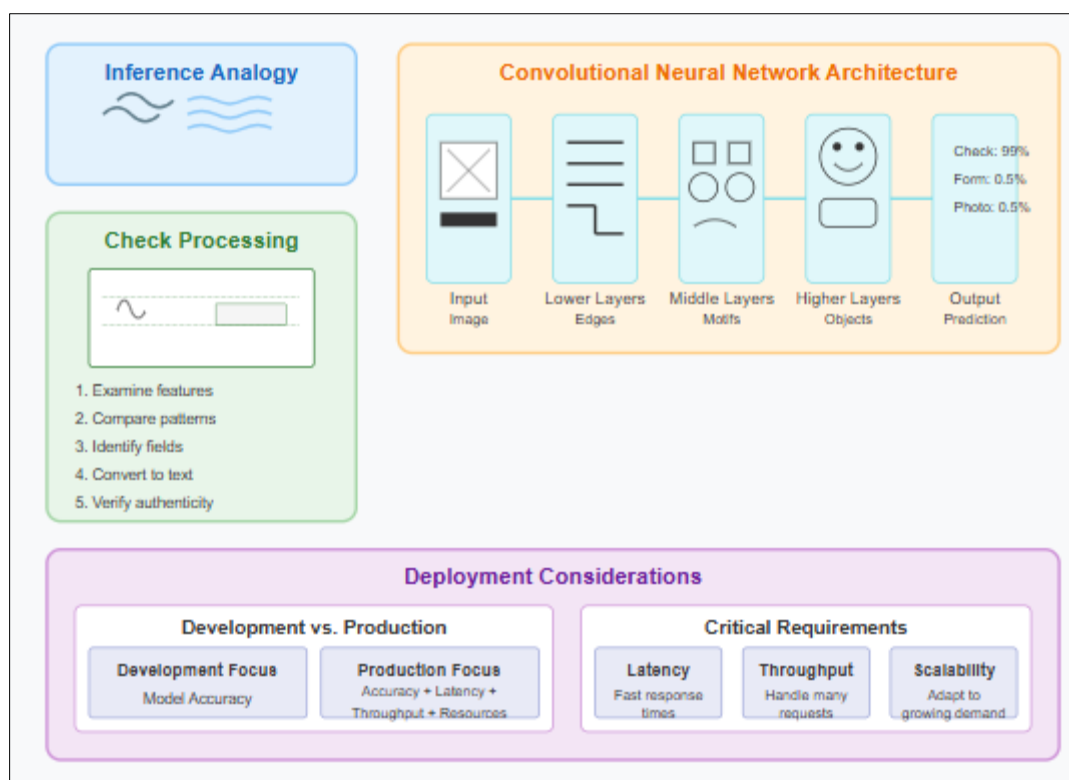 Inference Analogy
Convolutional Neural Network Architecture
Check: 99%
Form: 0.5%
Photo: 0.5%
Input
Image
Lower Layers
Edges
Middle Layers
Motifs
Higher Layers
Objects
Output
Prediction
Check Processing
1. Examine features
2. Compare patterns
3. Identify fields
4. Convert to text
5. Verify authenticity
Deployment Considerations
Development vs. Production
Development Focus
Model Accuracy
Production Focus
Accuracy + Latency +
Throughput + Resources
Critical Requirements
Latency
Fast response
times
Throughput
Handle many
requests
Scalability
Adapt to
growing demand